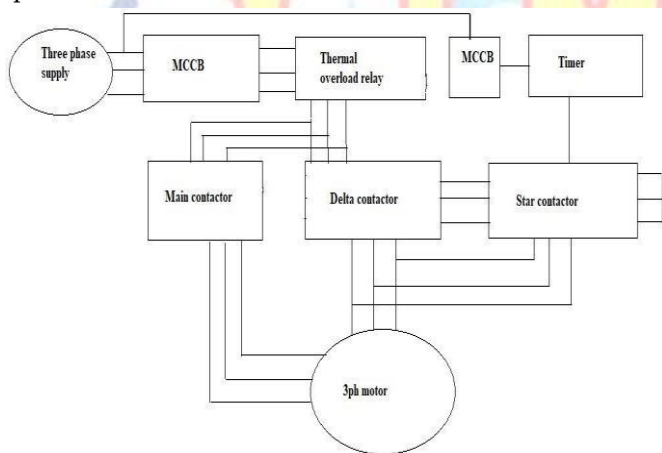 Three phase
supply
MCCB
Thermal
overload relay
MCCB
Timer
Main contactor
Delta contactor
Star contactor
3ph motor